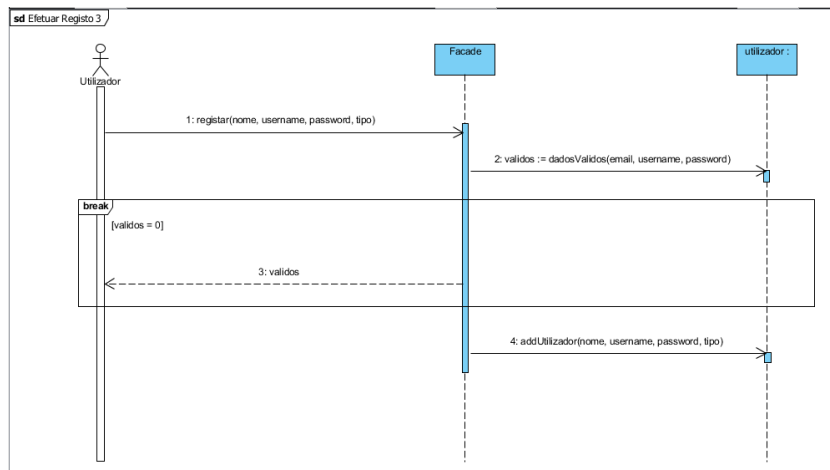 sd Efetuar Registo 3
Facade
utilizador :
Utilizador
1: registar(nome, username, password, tipo)
2: validos := dadosValidos(email, username, password)
break
[validos = 0]
3: validos
4: addUtilizador(nome, username, password, tipo)